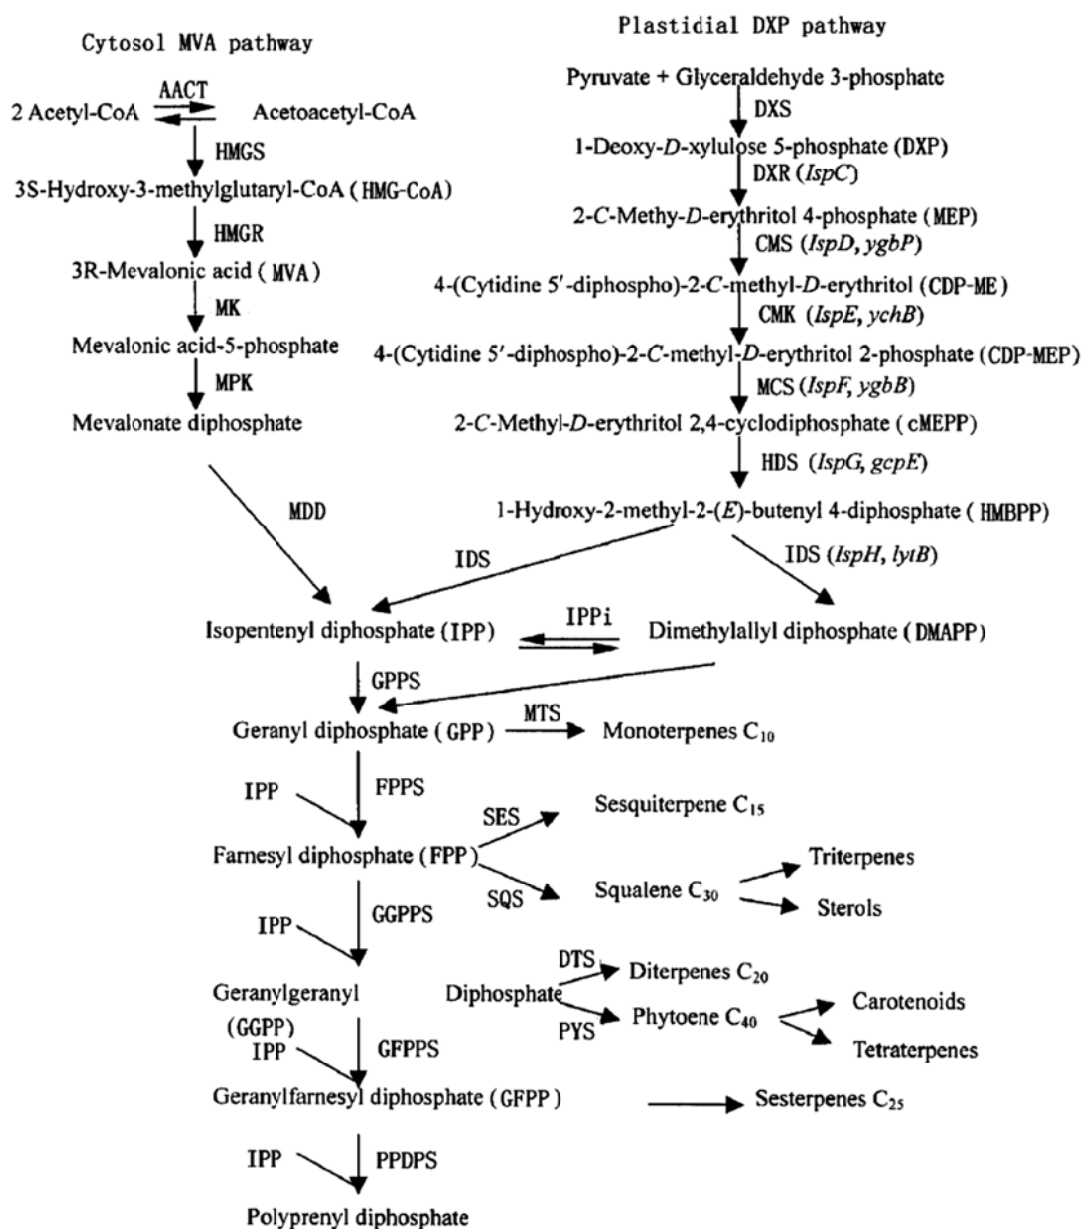 Cytosol MVA pathway
Plastidial DXP pathway
Pyruvate + Glyceraldehyde 3-phosphate
AACT
2 Acetyl-CoA
Acetoacetyl-CoA
DXS
HMGS
1-Deoxy-D-xylulose 5-phosphate (DXP)
DXR (IspC)
3S-Hydroxy-3-methylglutaryl-CoA (HMG-CoA)
2-C-Methy-D-erythritol 4-phosphate (MEP)
HMGR
CMS (IspD, ygbP)
3R-Mevalonic acid (MVA)
4-(Cytidine 5′-diphospho)-2-C-methyl-D-erythritol (CDP-ME)
MK
CMK (IspE, ychB)
Mevalonic acid-5-phosphate
4-(Cytidine 5′-diphospho)-2-C-methyl-D-erythritol 2-phosphate (CDP-MEP)
MPK
MCS (IspF, ygbB)
Mevalonate diphosphate
2-C-Methyl-D-erythritol 2,4-cyclodiphosphate (cMEPP)
HDS (IspG, gcpE)
MDD
1-Hydroxy-2-methyl-2-(E)-butenyl 4-diphosphate (HMBPP)
IDS
IDS (IspH, lytB)
IPPi
Isopentenyl diphosphate (IPP)
Dimethylallyl diphosphate (DMAPP)
GPPS
MTS
Geranyl diphosphate (GPP)
Monoterpenes C10
IPP
FPPS
SES
Sesquiterpene C15
Farnesyl diphosphate (FPP)
Triterpenes
SQS
Squalene C30
Sterols
IPP
GGPPS
DTS
Diterpenes C20
Geranylgeranyl
Diphosphate
Carotenoids
PYS
Phytoene C40
(GGPP)
IPP
GFPPS
Tetraterpenes
Geranylfarnesyl diphosphate (GFPP)
Sesterpenes C25
IPP
PPDPS
Polyprenyl diphosphate